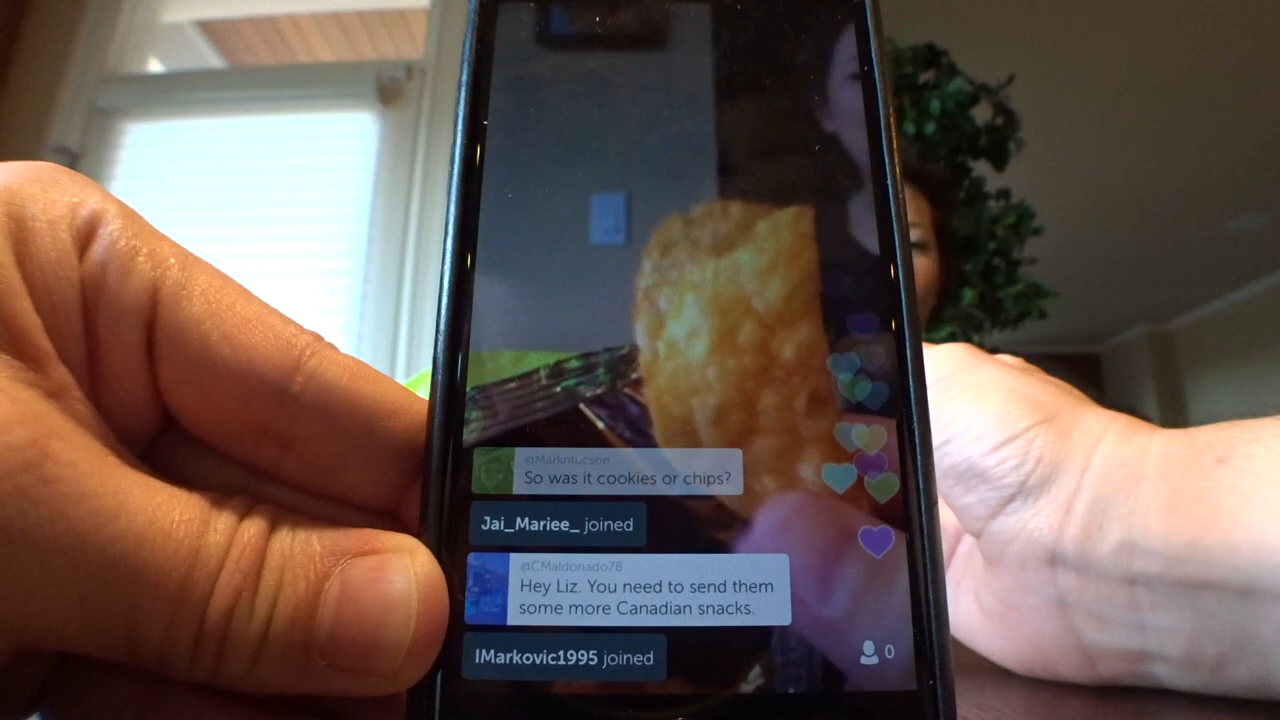 @Markntucson
So was it cookies or chips?
Jai_Mariee_ joined
@CMaldonado78
Hey Liz. You need to send them
some more Canadian snacks.
IMarkovic1995 joined
0